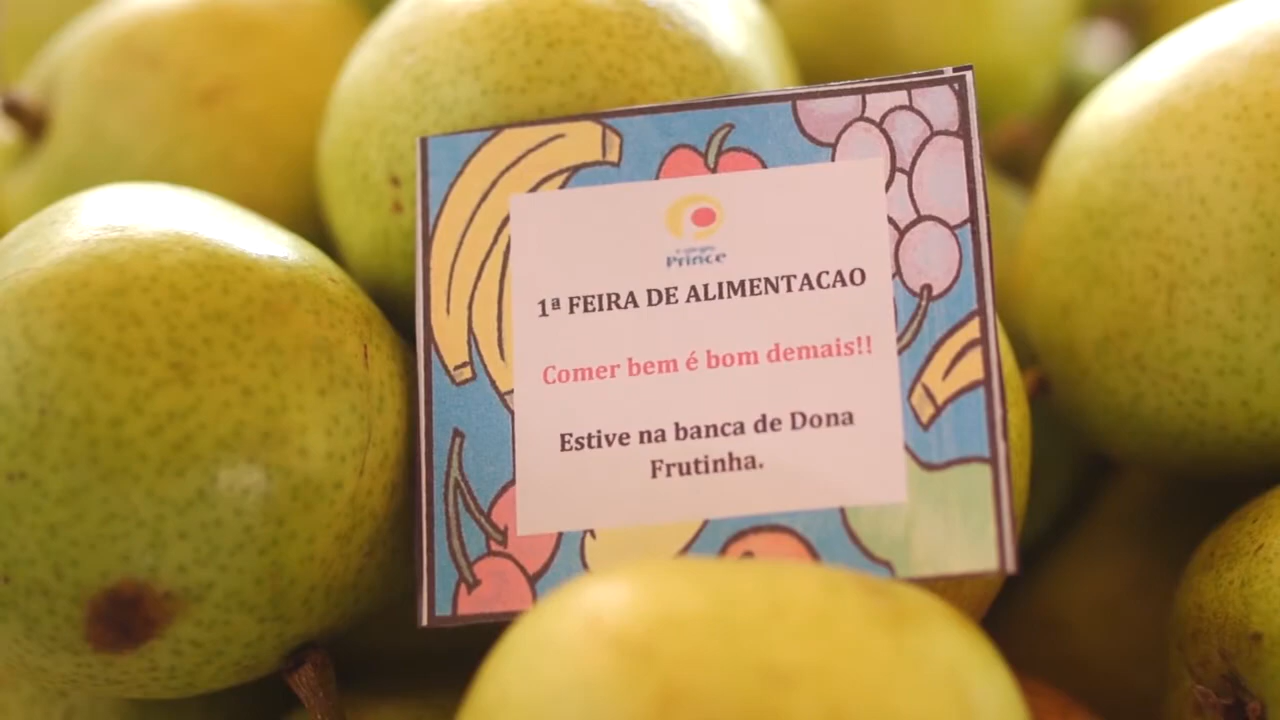 Prince
1ª FEIRA DE ALIMENTACAO
Comer bem é bom demais!!
Estive na banca de Dona
Frutinha.